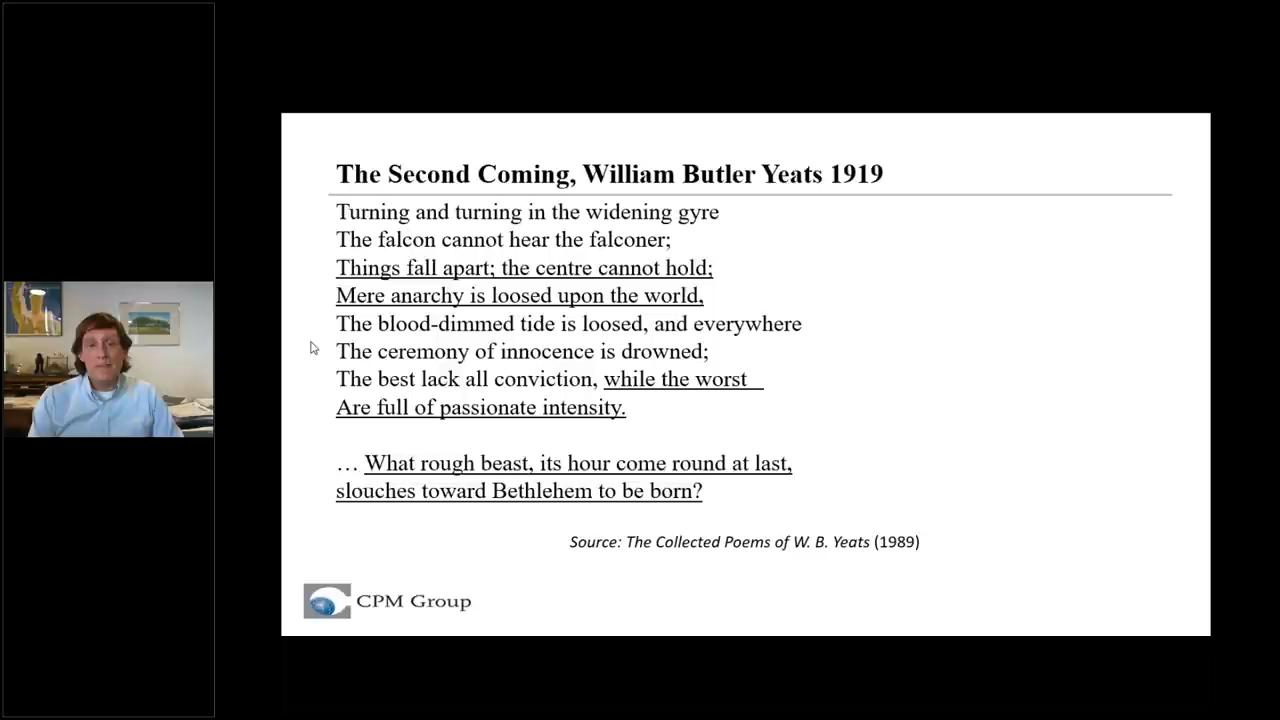 The Second Coming, William Butler Yeats 1919
Turning and turning in the widening gyre
The falcon cannot hear the falconer;
Things fall apart; the centre cannot hold;
Mere anarchy is loosed upon the world,
The blood-dimmed tide is loosed, and everywhere
The ceremony of innocence is drowned;
The best lack all conviction, while the worst
Are full of passionate intensity.
… What rough beast, its hour come round at last,
slouches toward Bethlehem to be born?
Source: The Collected Poems of W. B. Yeats (1989)
CPM Group